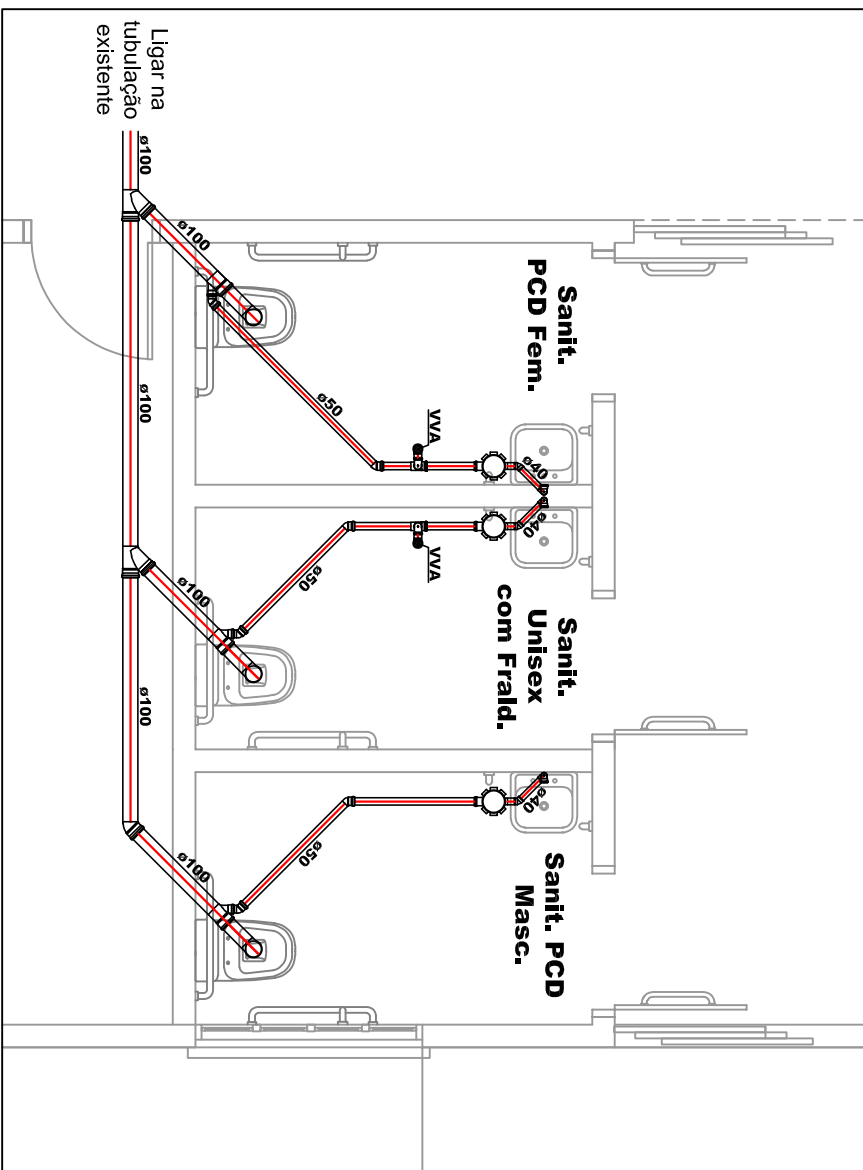 Ligar na
tubulação
existente
ø100
ø100
Sanit.
PCD Fem.
ø50
VVA
ø40
ø100
ø40
VVA
ø50
ø100
Sanit.
Unisex
com Frald.
ø100
ø40
ø50
ø100
Sanit. PCD
Masc.